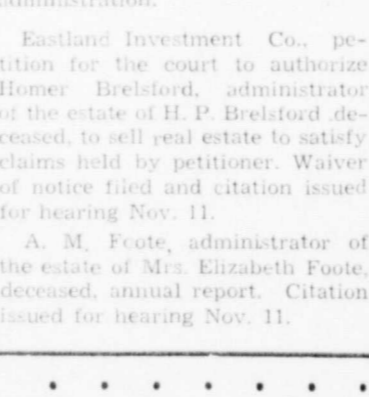 administration.
Eastland Investment Co., pe-
tition for the court to authorize
Homer Brelsford, administrator
of the estate of H. P. Brelsford de-
ceased, to sell real estate to satisfy
claims held by petitioner. Waiver
of notice filed and citation issued
for hearing Nov. 11.
A. M. Foote, administrator of
the estate of Mrs. Elizabeth Foote,
deceased, annual report. Citation
issued for hearing Nov. 11.